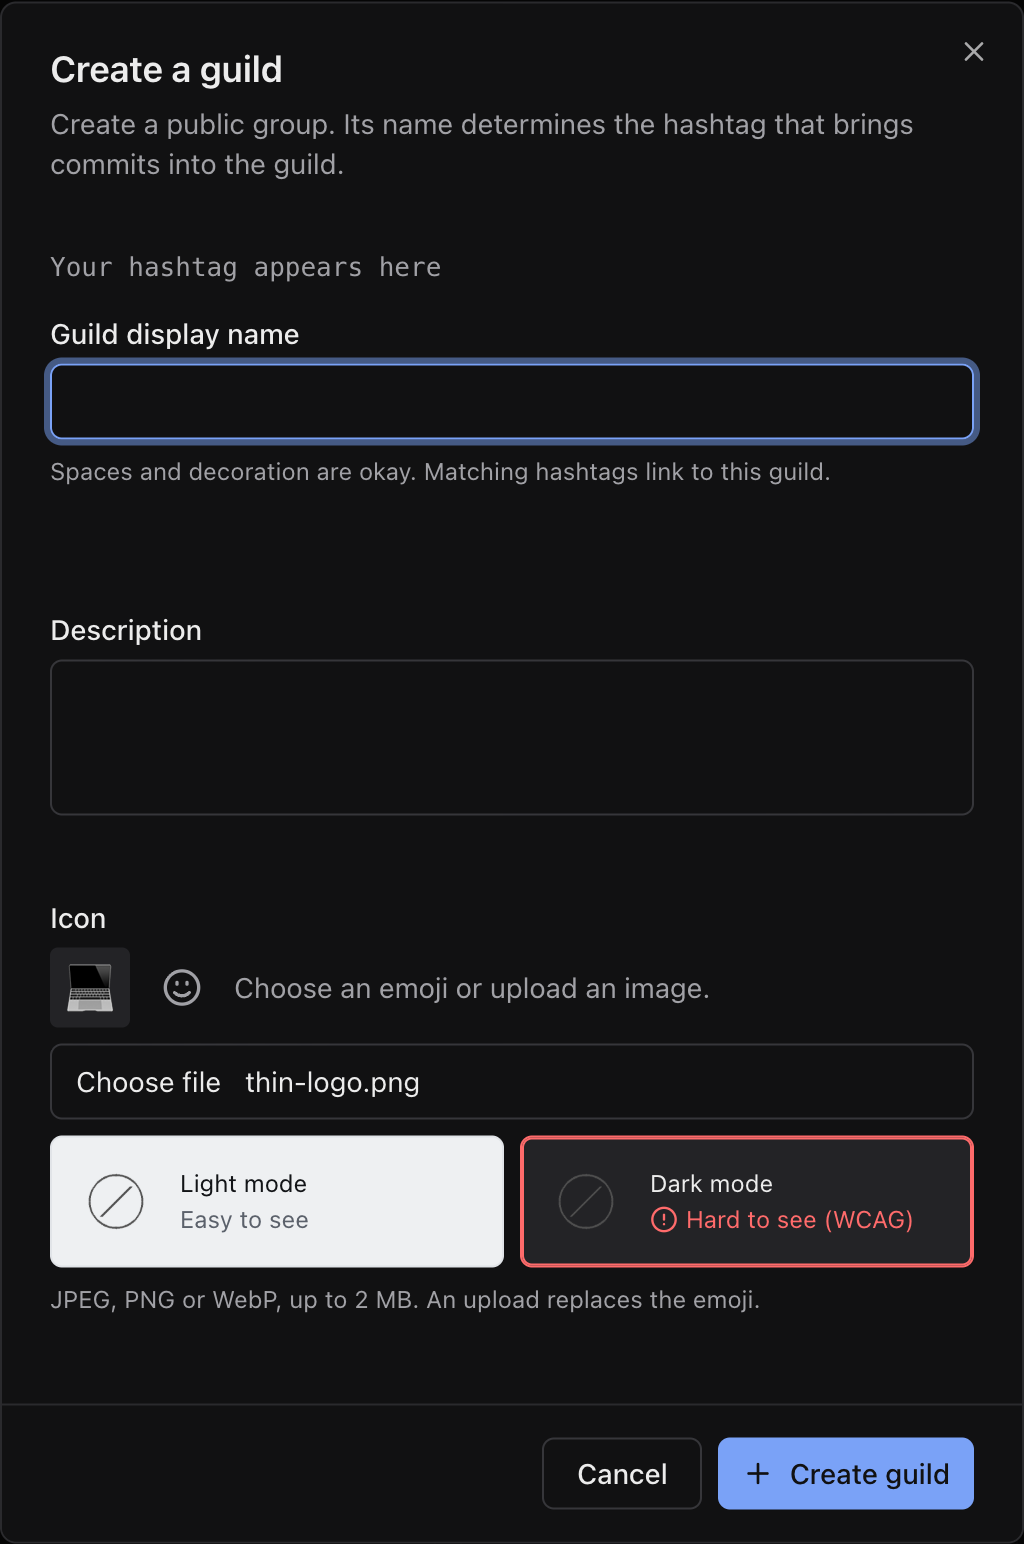 Create a guild
Create a public group. Its name determines the hashtag that brings
commits into the guild.
Your hashtag appears here
Guild display name
Spaces and decoration are okay. Matching hashtags link to this guild.
Description
Icon
Choose an emoji or upload an image.
Choose file thin-logo.png
Light mode
Easy to see
Dark mode
Hard to see (WCAG)
JPEG, PNG or WebP, up to 2 MB. An upload replaces the emoji.
Cancel
+ Create guild